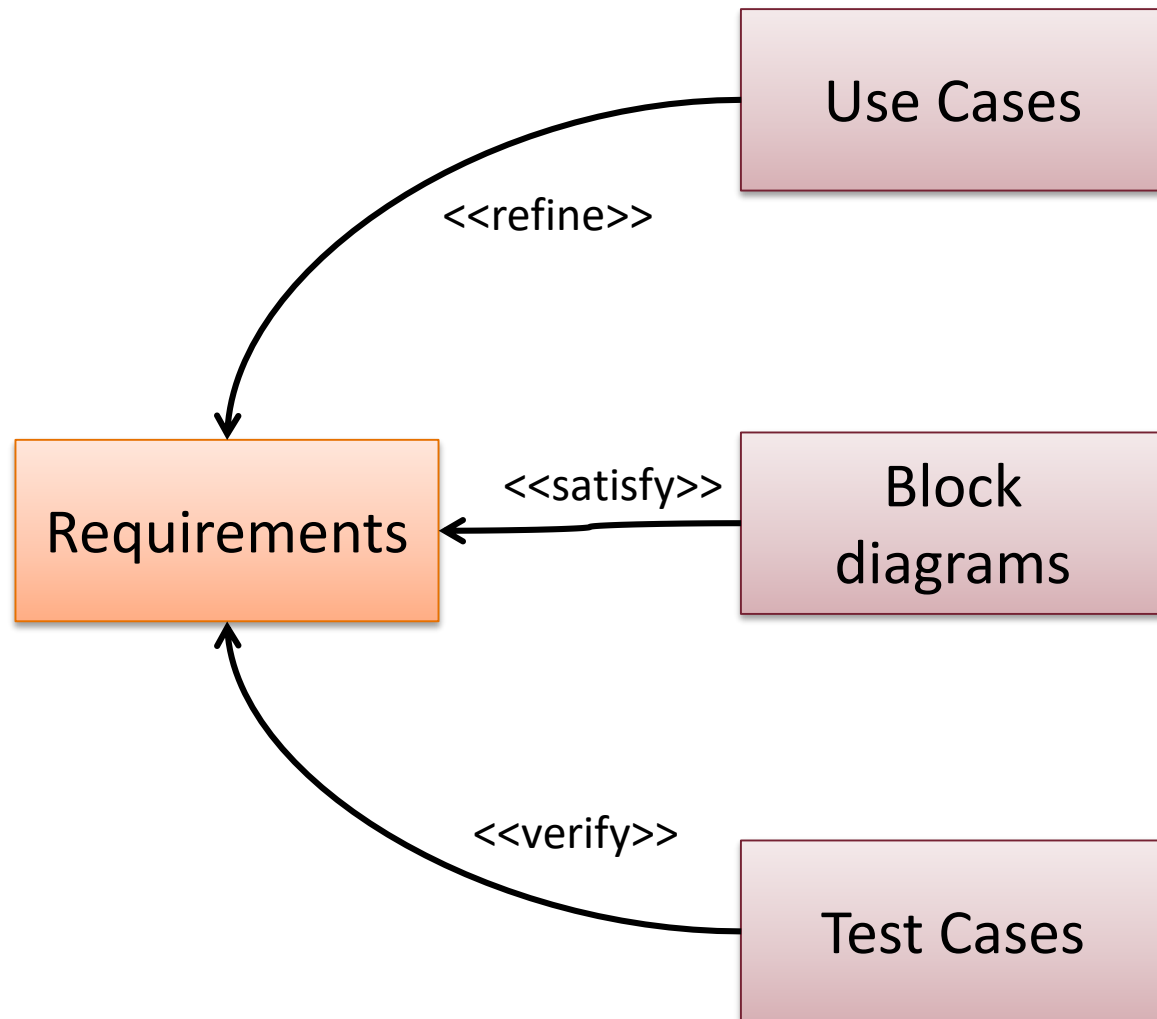 Use Cases
<<refine>>
Requirements
<<satisfy>>
Block
diagrams
<<verify>>
Test Cases